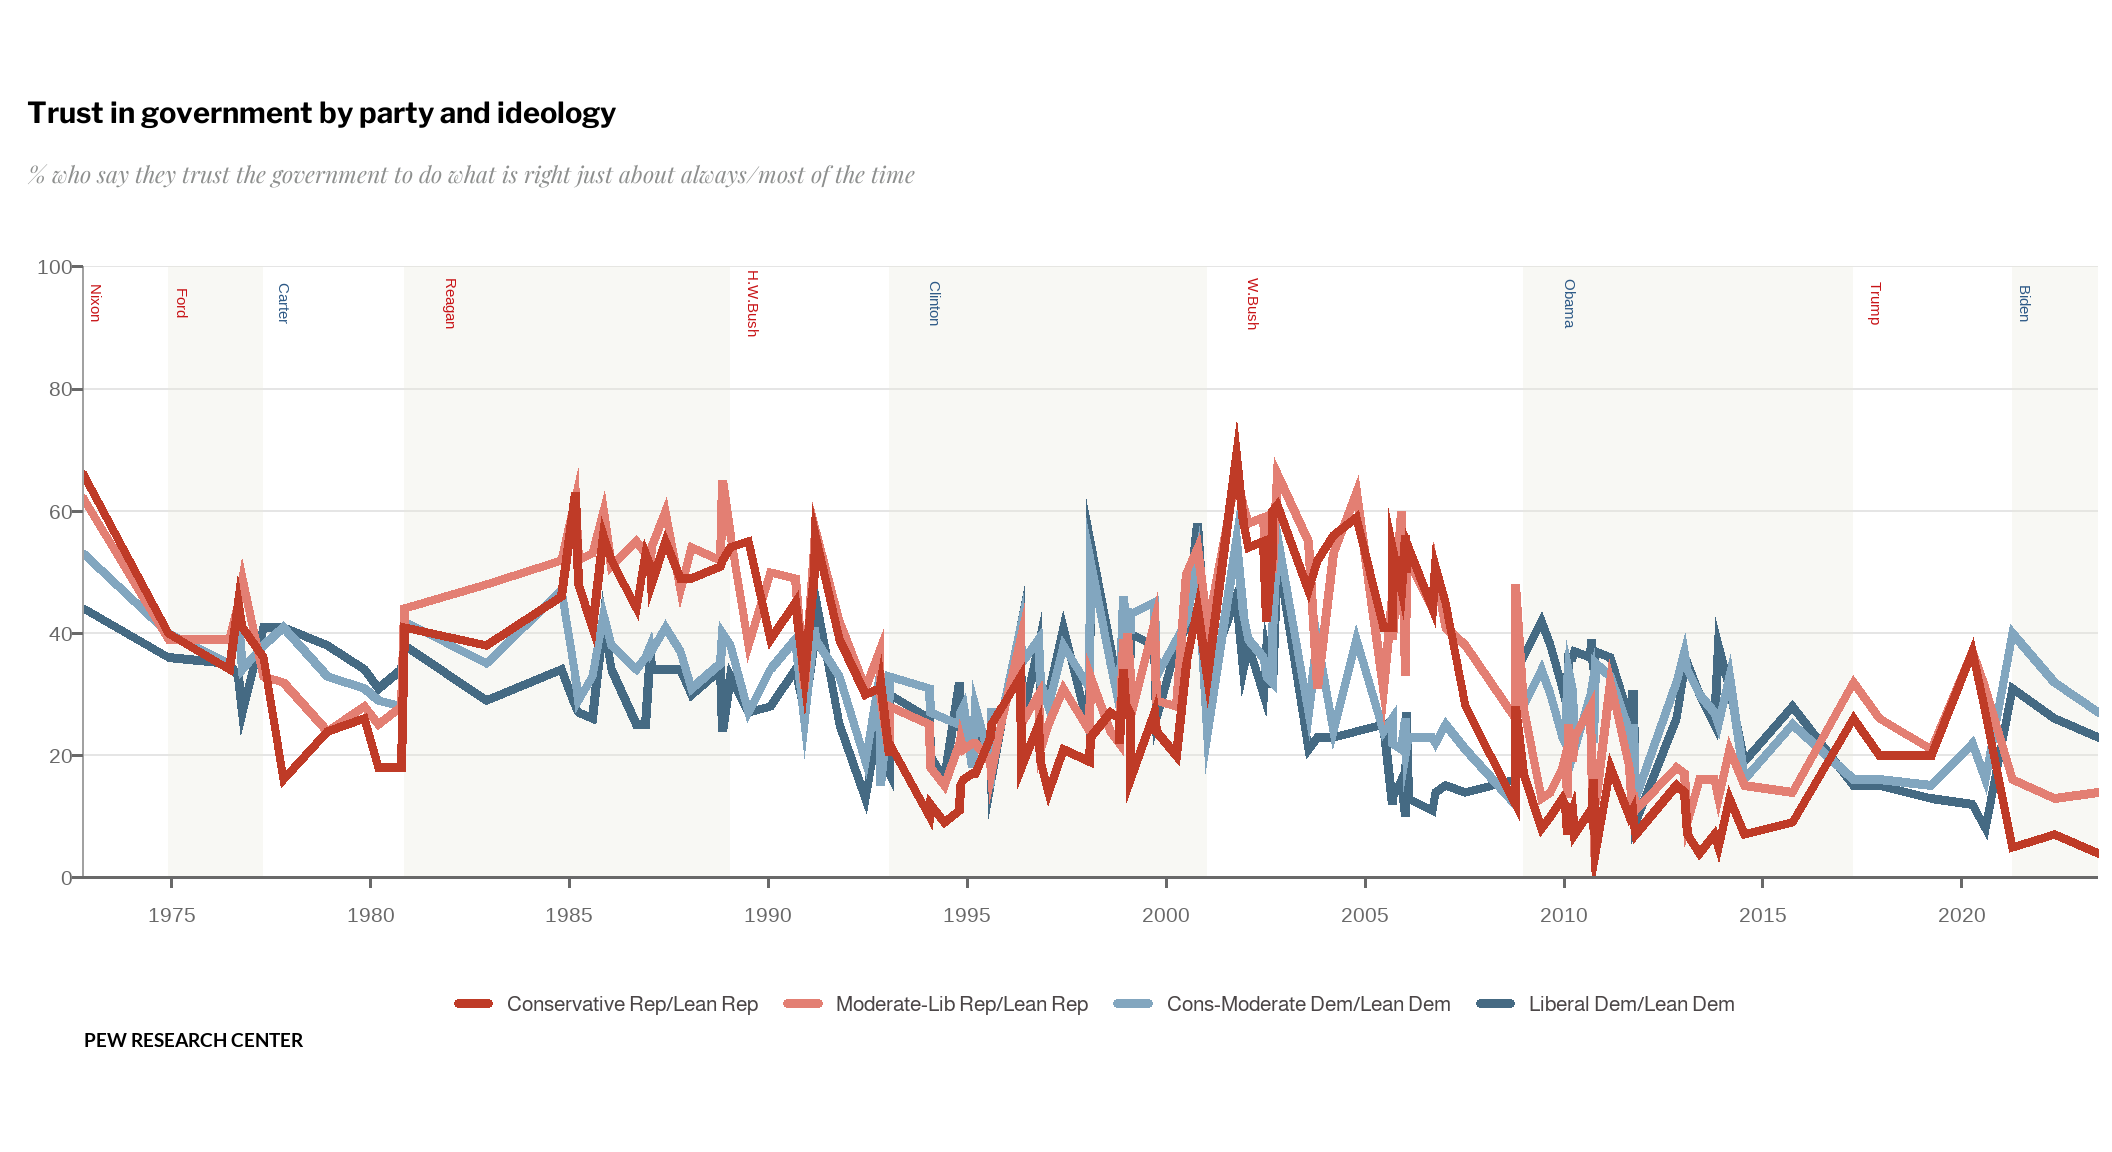 Trust in government by party and ideology
% who say they trust the government to do what is right just about always/most of the time
100
80
60
40
20
0
Nixon
Ford
Carter
Reagan
H.W.Bush
Clinton
W.Bush
Obama
Trump
Biden
1975 1980 1985 1990 1995 2000 2005 2010 2015 2020
Conservative Rep/Lean Rep Moderate-Lib Rep/Lean Rep Cons-Moderate Dem/Lean Dem Liberal Dem/Lean Dem
PEW RESEARCH CENTER